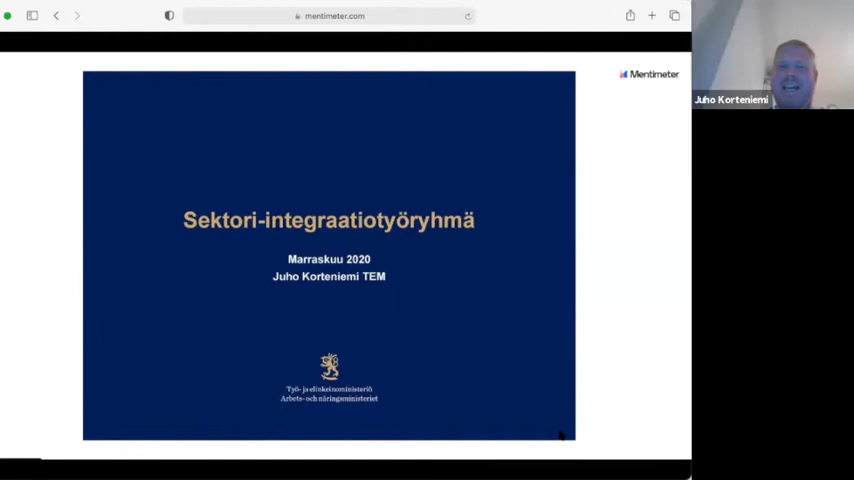 mentimeter.com
Mentimeter
Juho Korteniemi
Sektori-integraatiotyöryhmä
Marraskuu 2020
Juho Korteniemi TEM
Työ- ja elinkeinoministeriö
Arbets- och näringsministeriet